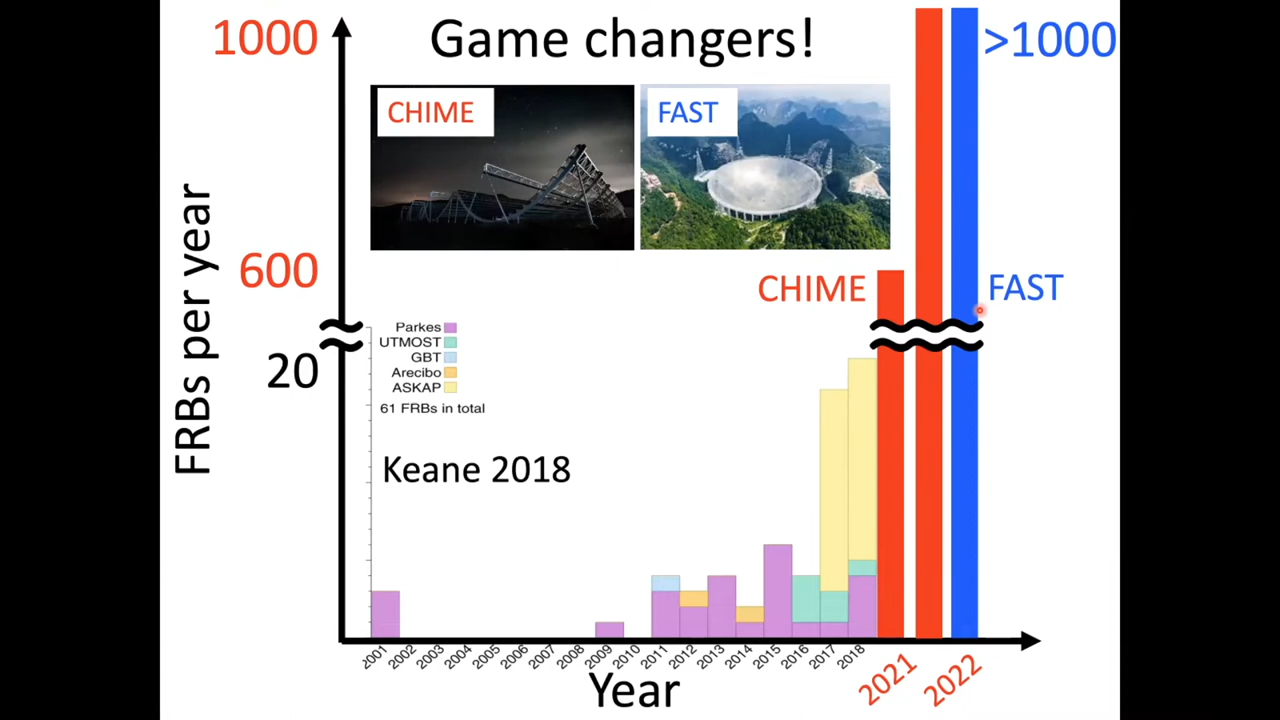 Game changers!
1000
>1000
CHIME
FAST
FRBs per year
600
CHIME
FAST
Parkes
UTMOST
GBT
Arecibo
ASKAP
61 FRBs in total
20
Keane 2018
2001 2002 2003 2004 2005 2006 2007 2008 2009 2010 2011 2012 2013 2014 2015 2016 2017 2018
2021 2022
Year